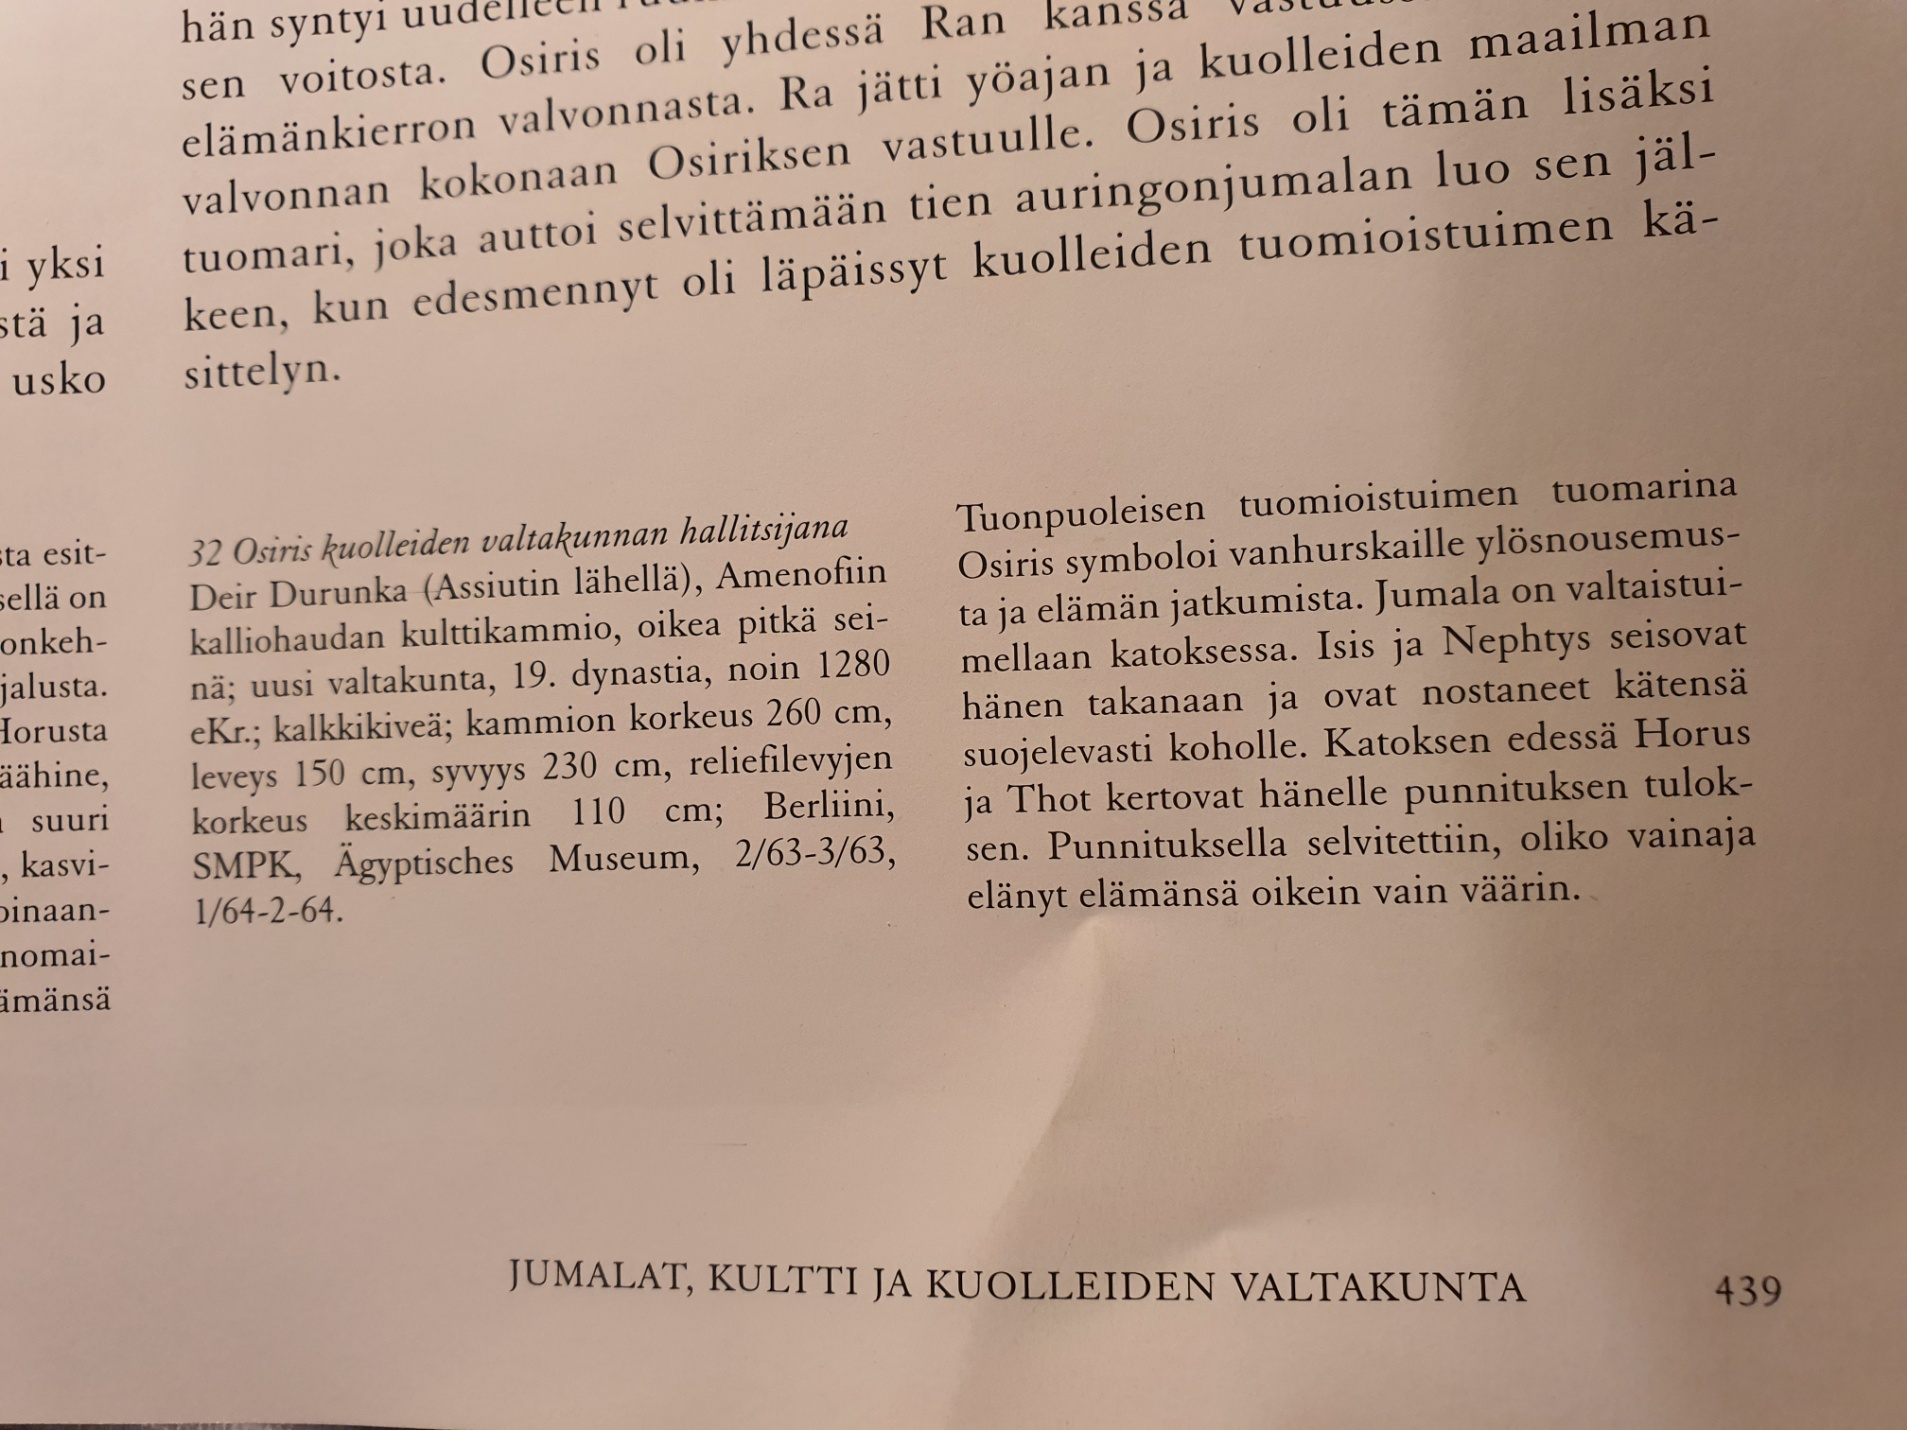 i yksi
stä ja
usko
sta esit-
sellä on
onkeh-
jalusta.
Horusta
äähine,
suuri
, kasvi-
oinaan-
nomai-
ämänsä
hän syntyi uudelleen
sen voitosta. Osiris oli yhdessä Ran kanssa
elämänkierron valvonnasta. Ra jätti yöajan ja kuolleiden maailman
valvonnan kokonaan Osiriksen vastuulle. Osiris oli tämän lisäksi
tuomari, joka auttoi selvittämään tien auringonjumalan luo sen jäl-
keen, kun edesmennyt oli läpäissyt kuolleiden tuomioistuimen kä-
sittelyn.
32 Osiris kuolleiden valtakunnan hallitsijana
Deir Durunka (Assiutin lähellä), Amenofiin
kalliohaudan kulttikammio, oikea pitkä sei-
nä; uusi valtakunta, 19. dynastia, noin 1280
eKr.; kalkkikiveä; kammion korkeus 260 cm,
leveys 150 cm, syvyys 230 cm, reliefilevyjen
korkeus keskimäärin 110 cm; Berliini,
SMPK, Ägyptisches Museum, 2/63-3/63,
1/64-2-64.
Tuonpuoleisen tuomioistuimen tuomarina
Osiris symboloi vanhurskaille ylösnousemus-
ta ja elämän jatkumista. Jumala on valtaistui-
mellaan katoksessa. Isis ja Nephtys seisovat
hänen takanaan ja ovat nostaneet kätensä
suojelevasti koholle. Katoksen edessä Horus
ja Thot kertovat hänelle punnituksen tulok-
sen. Punnituksella selvitettiin, oliko vainaja
elänyt elämänsä oikein vain väärin.
JUMALAT, KULTTI JA KUOLLEIDEN VALTAKUNTA 439